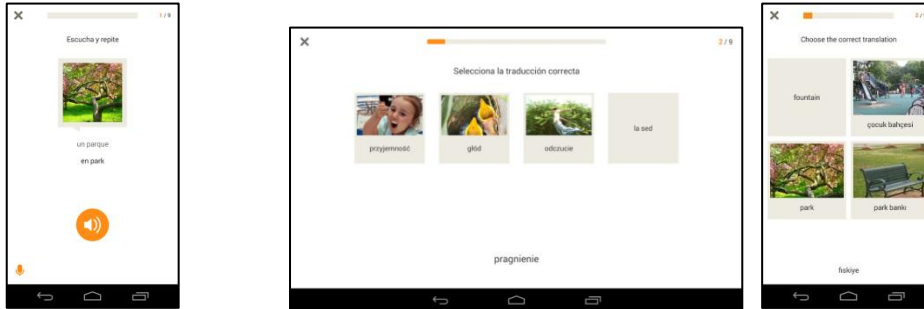 1 / 9
Escucha y repite
un parque
en park
2 / 9
Selecciona la traducción correcta
przyjemność
głód
odczucie
la sed
pragnienie
Choose the correct translation
fountain
çocuk bahçesi
park
park bankı
fıskiye